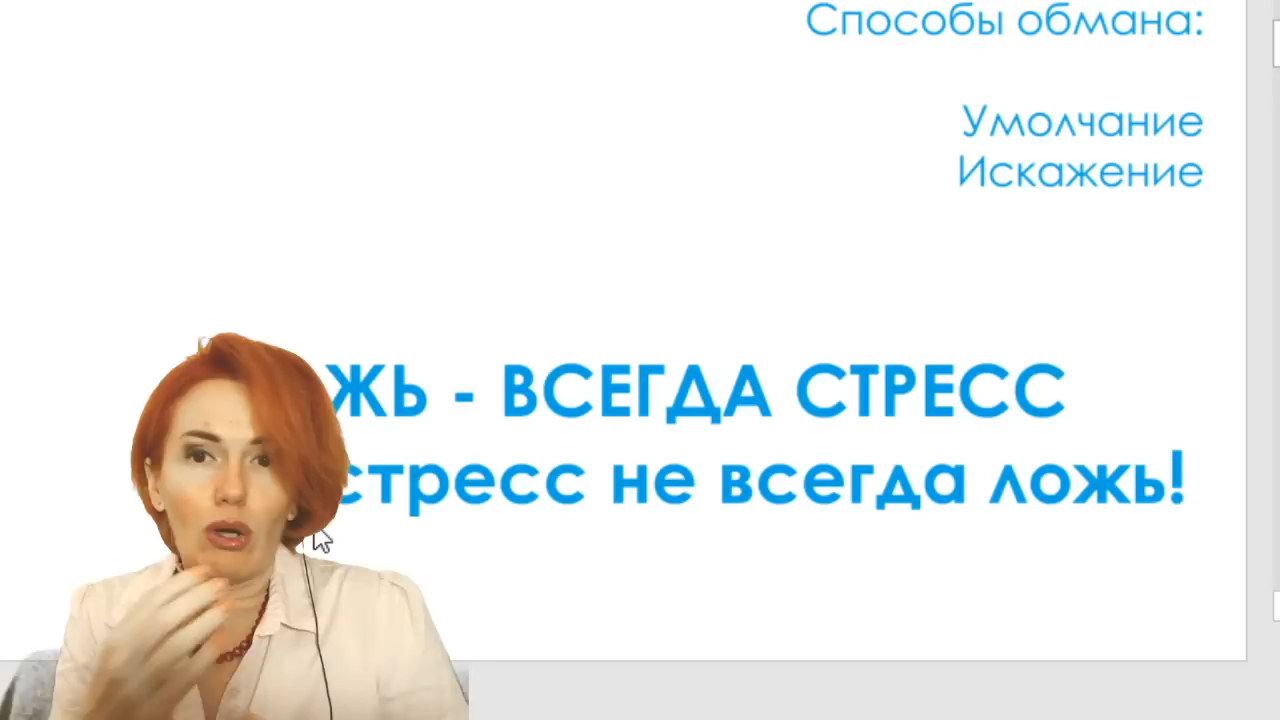 Способы обмана:
Умолчание
Искажение
ЖЬ - ВСЕГДА СТРЕСС
стресс не всегда ложь!